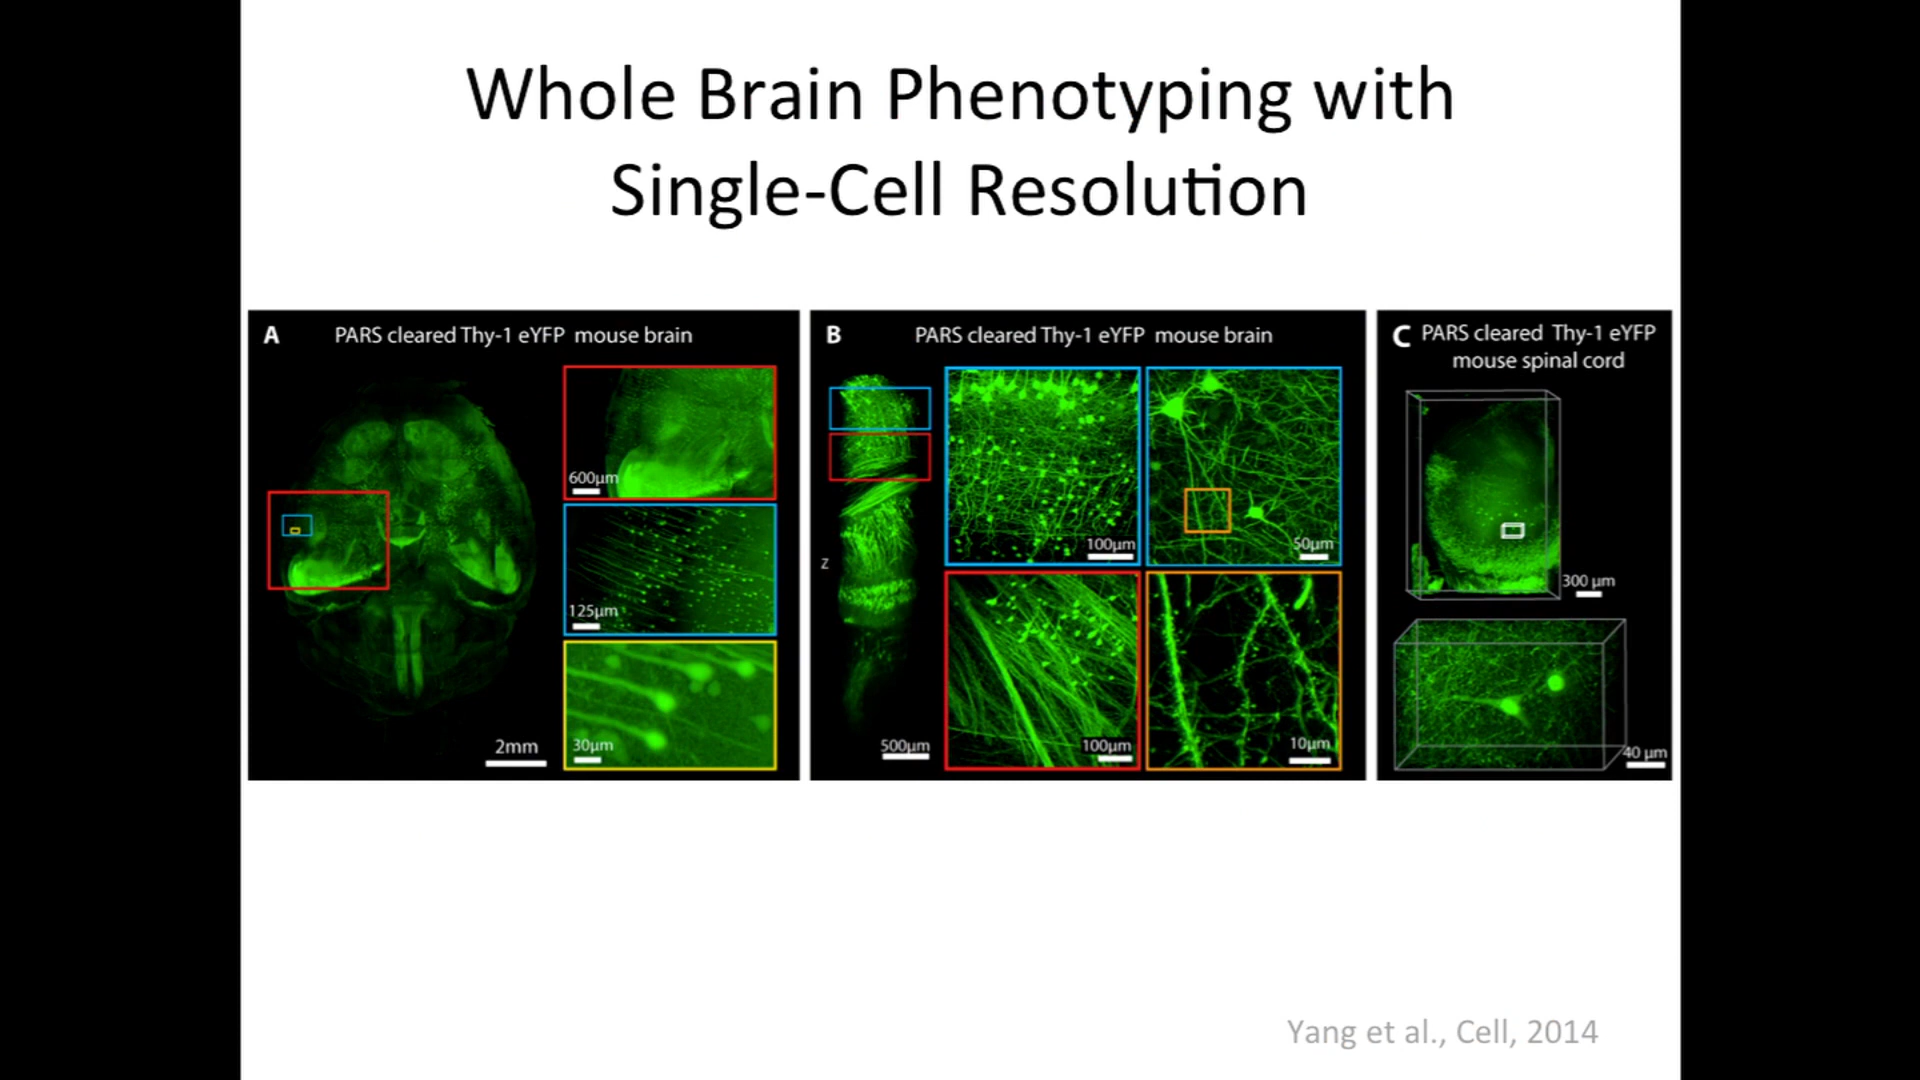 Whole Brain Phenotyping with
Single-Cell Resolution
A
PARS cleared Thy-1 eYFP mouse brain
600µm
125µm
30µm
2mm
B
PARS cleared Thy-1 eYFP mouse brain
Z
500µm
100µm
50µm
100µm
10µm
C
PARS cleared Thy-1 eYFP
mouse spinal cord
300 µm
40 µm
Yang et al., Cell, 2014